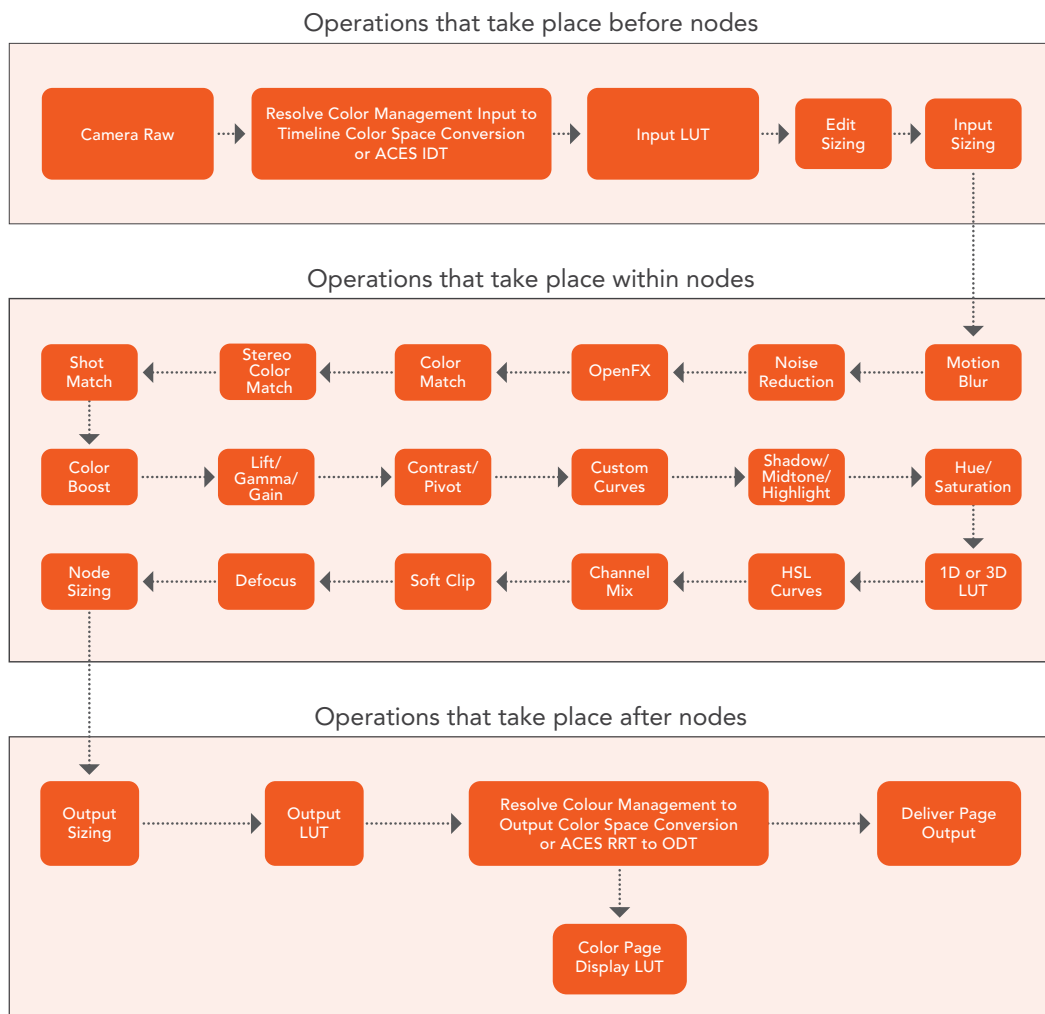 Operations that take place before nodes
Camera Raw
Resolve Color Management Input to
Timeline Color Space Conversion
or ACES IDT
Input LUT
Edit
Sizing
Input
Sizing
Operations that take place within nodes
Shot
Match
Stereo
Color
Match
Color
Match
OpenFX
Noise
Reduction
Motion
Blur
Color
Boost
Lift/
Gamma/
Gain
Contrast/
Pivot
Custom
Curves
Shadow/
Midtone/
Highlight
Hue/
Saturation
Node
Sizing
Defocus
Soft Clip
Channel
Mix
HSL
Curves
1D or 3D
LUT
Operations that take place after nodes
Output
Sizing
Output
LUT
Resolve Colour Management to
Output Color Space Conversion
or ACES RRT to ODT
Deliver Page
Output
Color Page
Display LUT